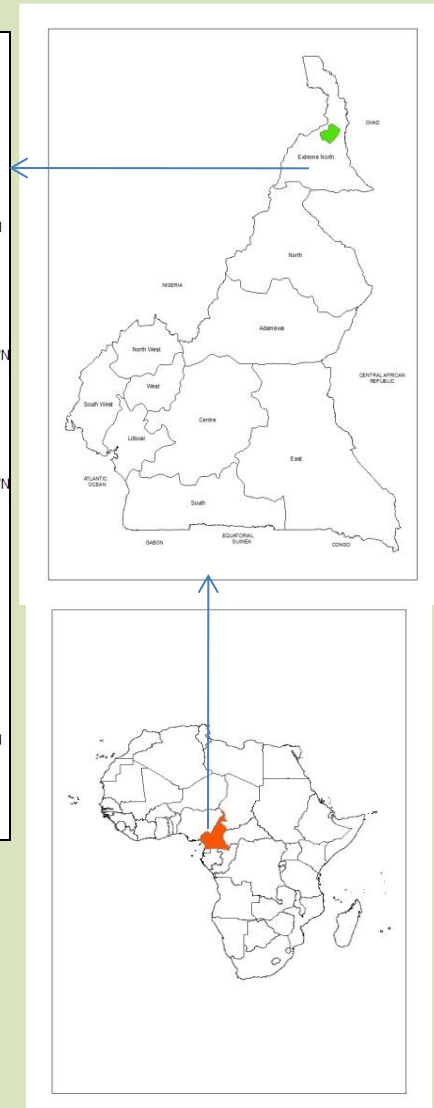 CHAD
Extreme North
North
NIGERIA
Adamawa
North West
CENTRAL AFRICAN
REPUBLIC
West
South West
Centre
Littoral
East
ATLANTIC
OCEAN
South
EQUATORIAL
GUINEA
GABON
CONGO